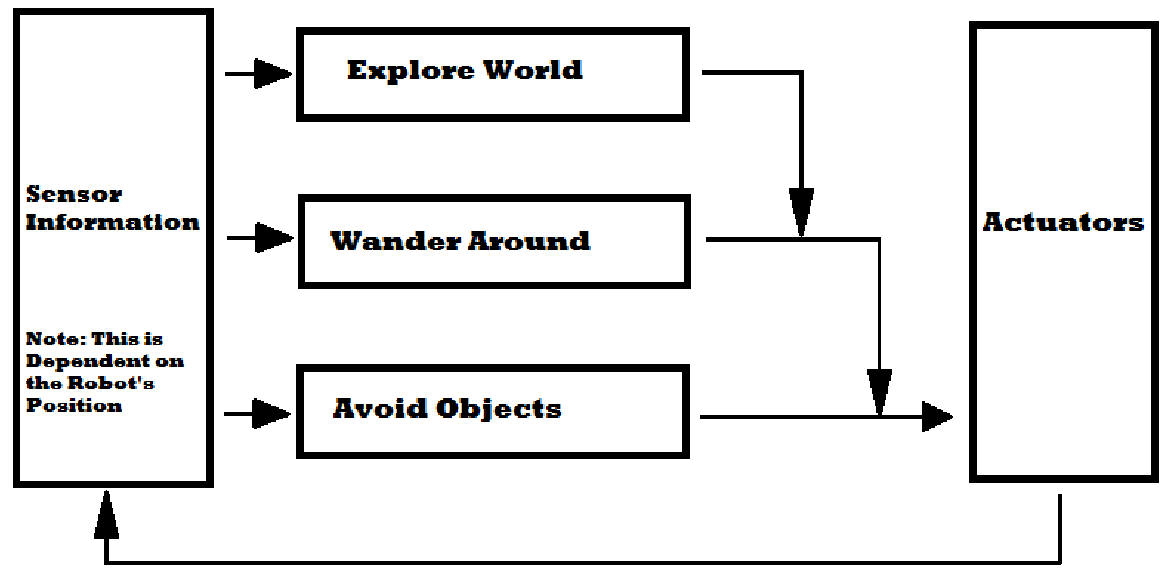 Explore World
Sensor
Information
Wander Around
Actuators
Note: This is
Dependent on
the Robot's
Position
Avoid Objects